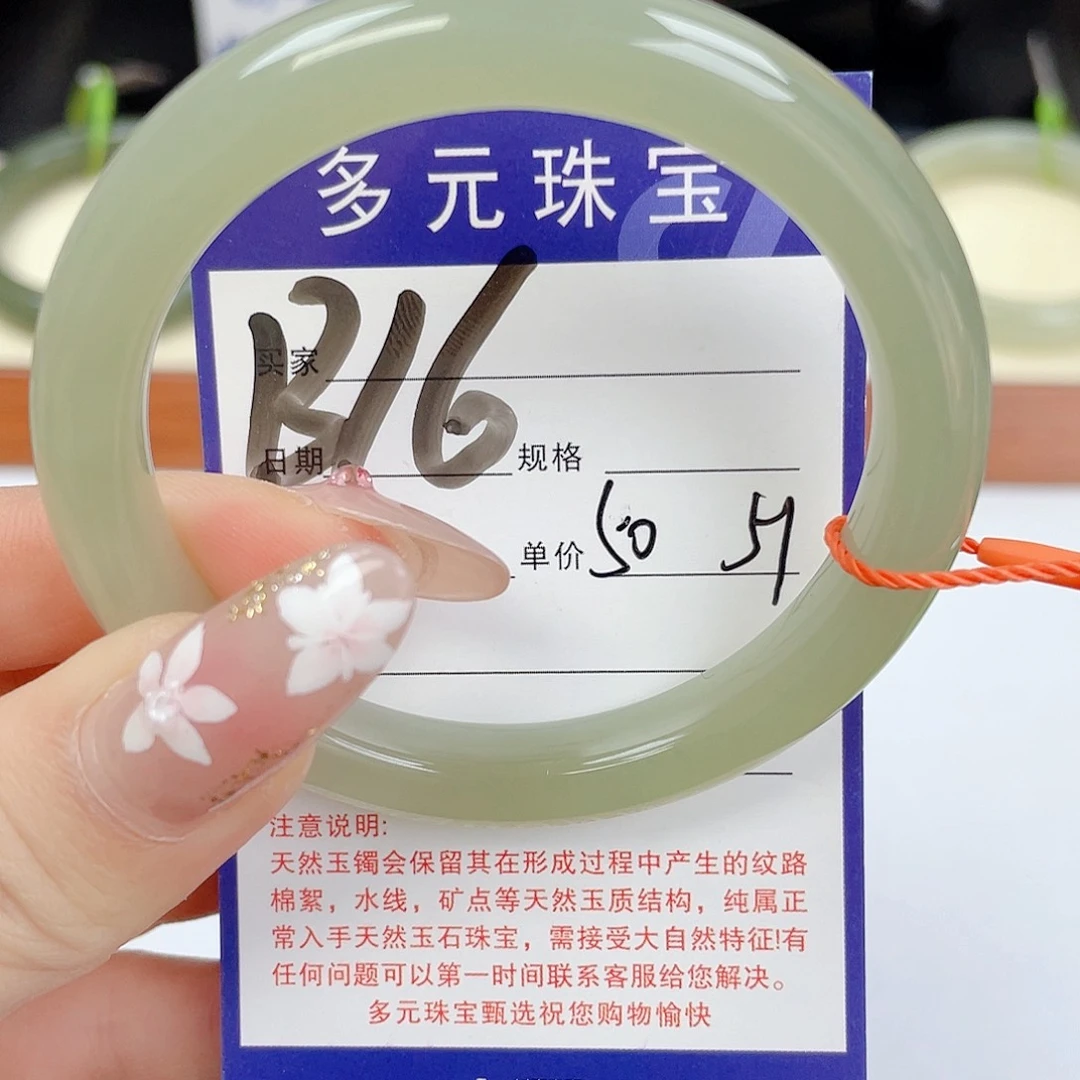 多元珠宝
B16
买家
日期 规格
单价 50
注意说明:
天然玉镯会保留其在形成过程中产生的纹路
棉絮，水线，矿点等天然玉质结构，纯属正
常入手天然玉石珠宝，需接受大自然特征!有
任何问题可以第一时间联系客服给您解决。
多元珠宝甄选祝您购物愉快